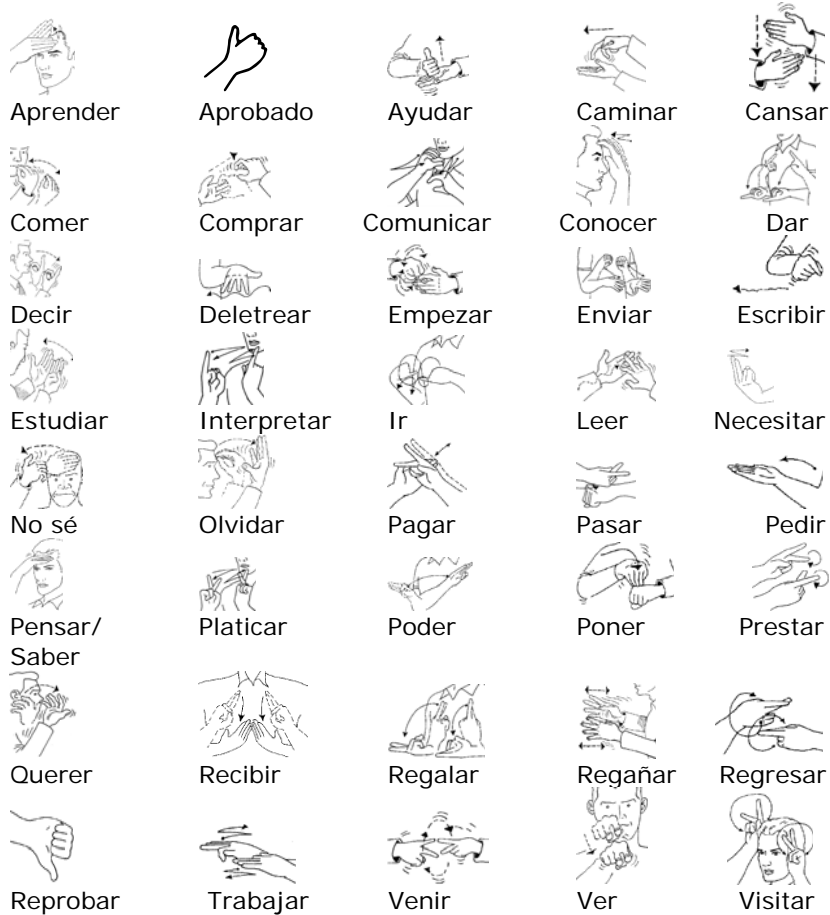 Aprender Aprobado Ayudar Caminar Cansar
Comer Comprar Comunicar Conocer Dar
Decir Deletrear Empezar Enviar Escribir
Estudiar Interpretar Ir Leer Necesitar
No sé Olvidar Pagar Pasar Pedir
Pensar/ Platicar Poder Poner Prestar
Saber
Querer Recibir Regalar Regañar Regresar
Reprobar Trabajar Venir Ver Visitar